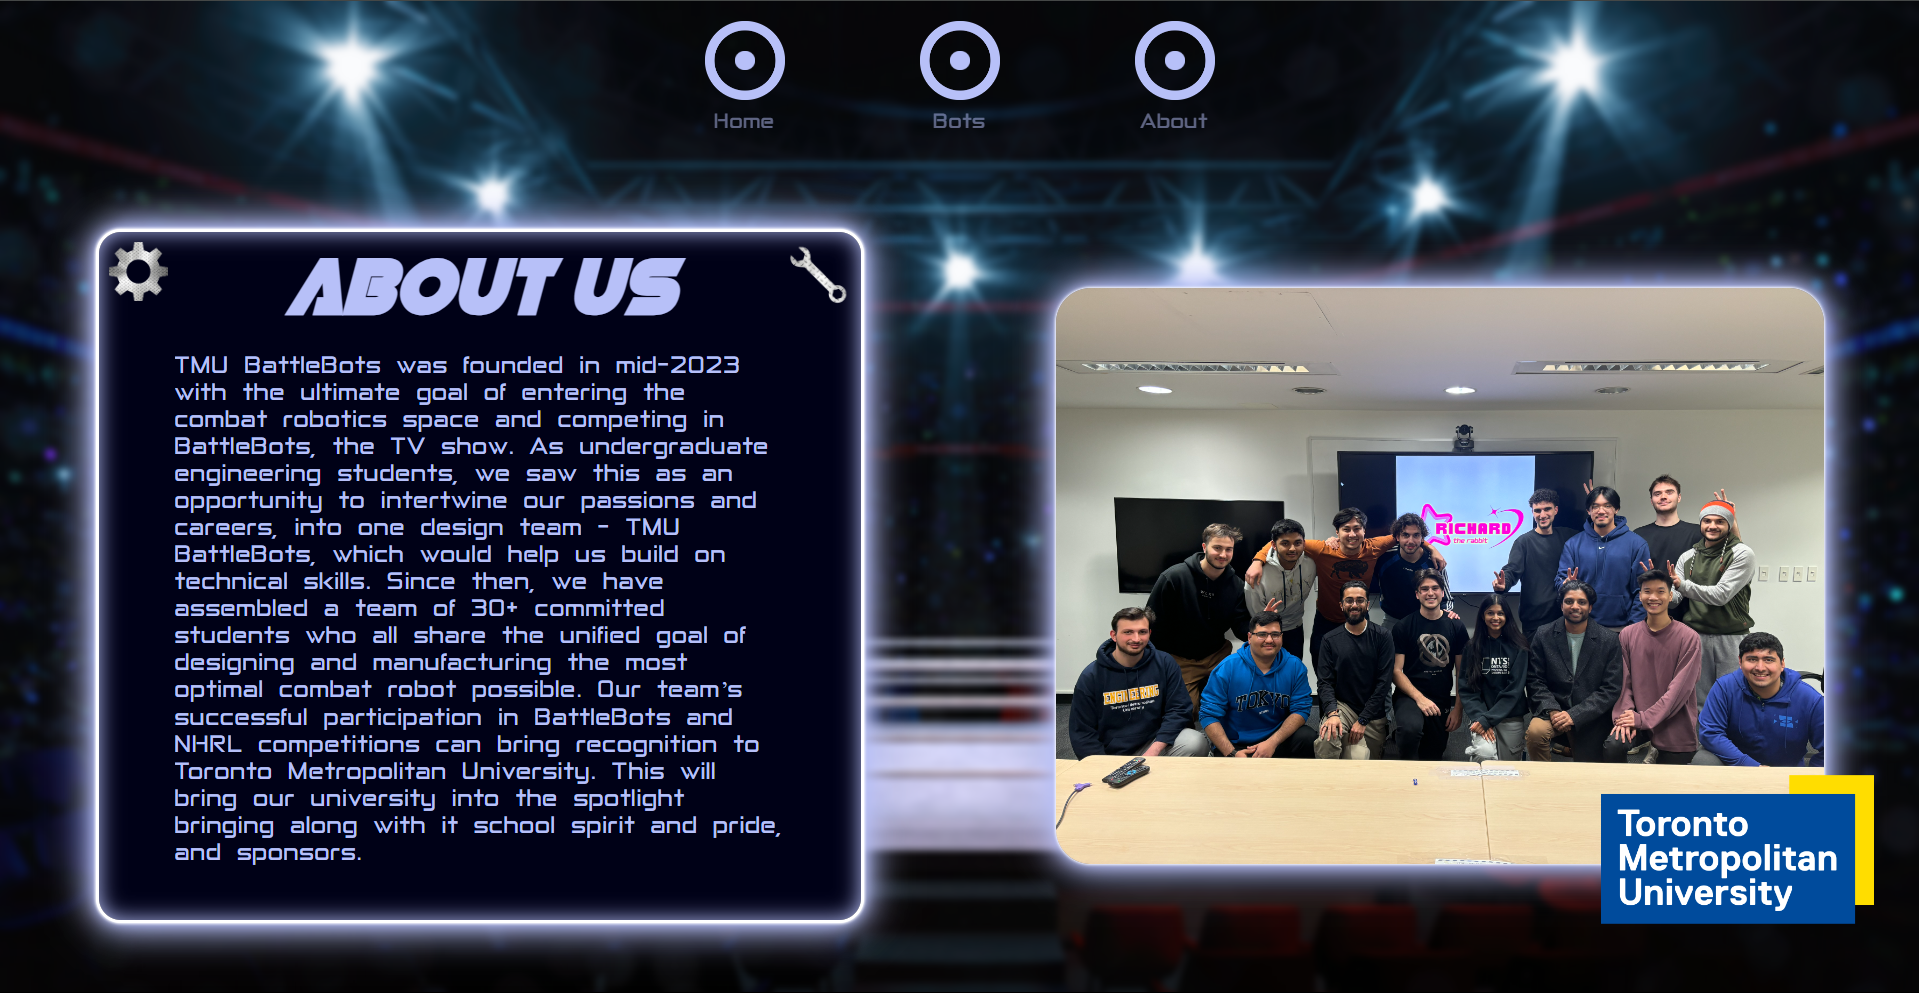 Home
Bots
About
ABOUT US
TMU BattleBots was founded in mid-2023
with the ultimate goal of entering the
combat robotics space and competing in
BattleBots, the TV show. As undergraduate
engineering students, we saw this as an
opportunity to intertwine our passions and
careers, into one design team - TMU
BattleBots, which would help us build on
technical skills. Since then, we have
assembled a team of 30+ committed
students who all share the unified goal of
designing and manufacturing the most
optimal combat robot possible. Our team's
successful participation in BattleBots and
NHRL competitions can bring recognition to
Toronto Metropolitan University. This will
bring our university into the spotlight
bringing along with it school spirit and pride,
and sponsors.
RICHARD
the rabbit
TOKYO
Toronto
Metropolitan
University